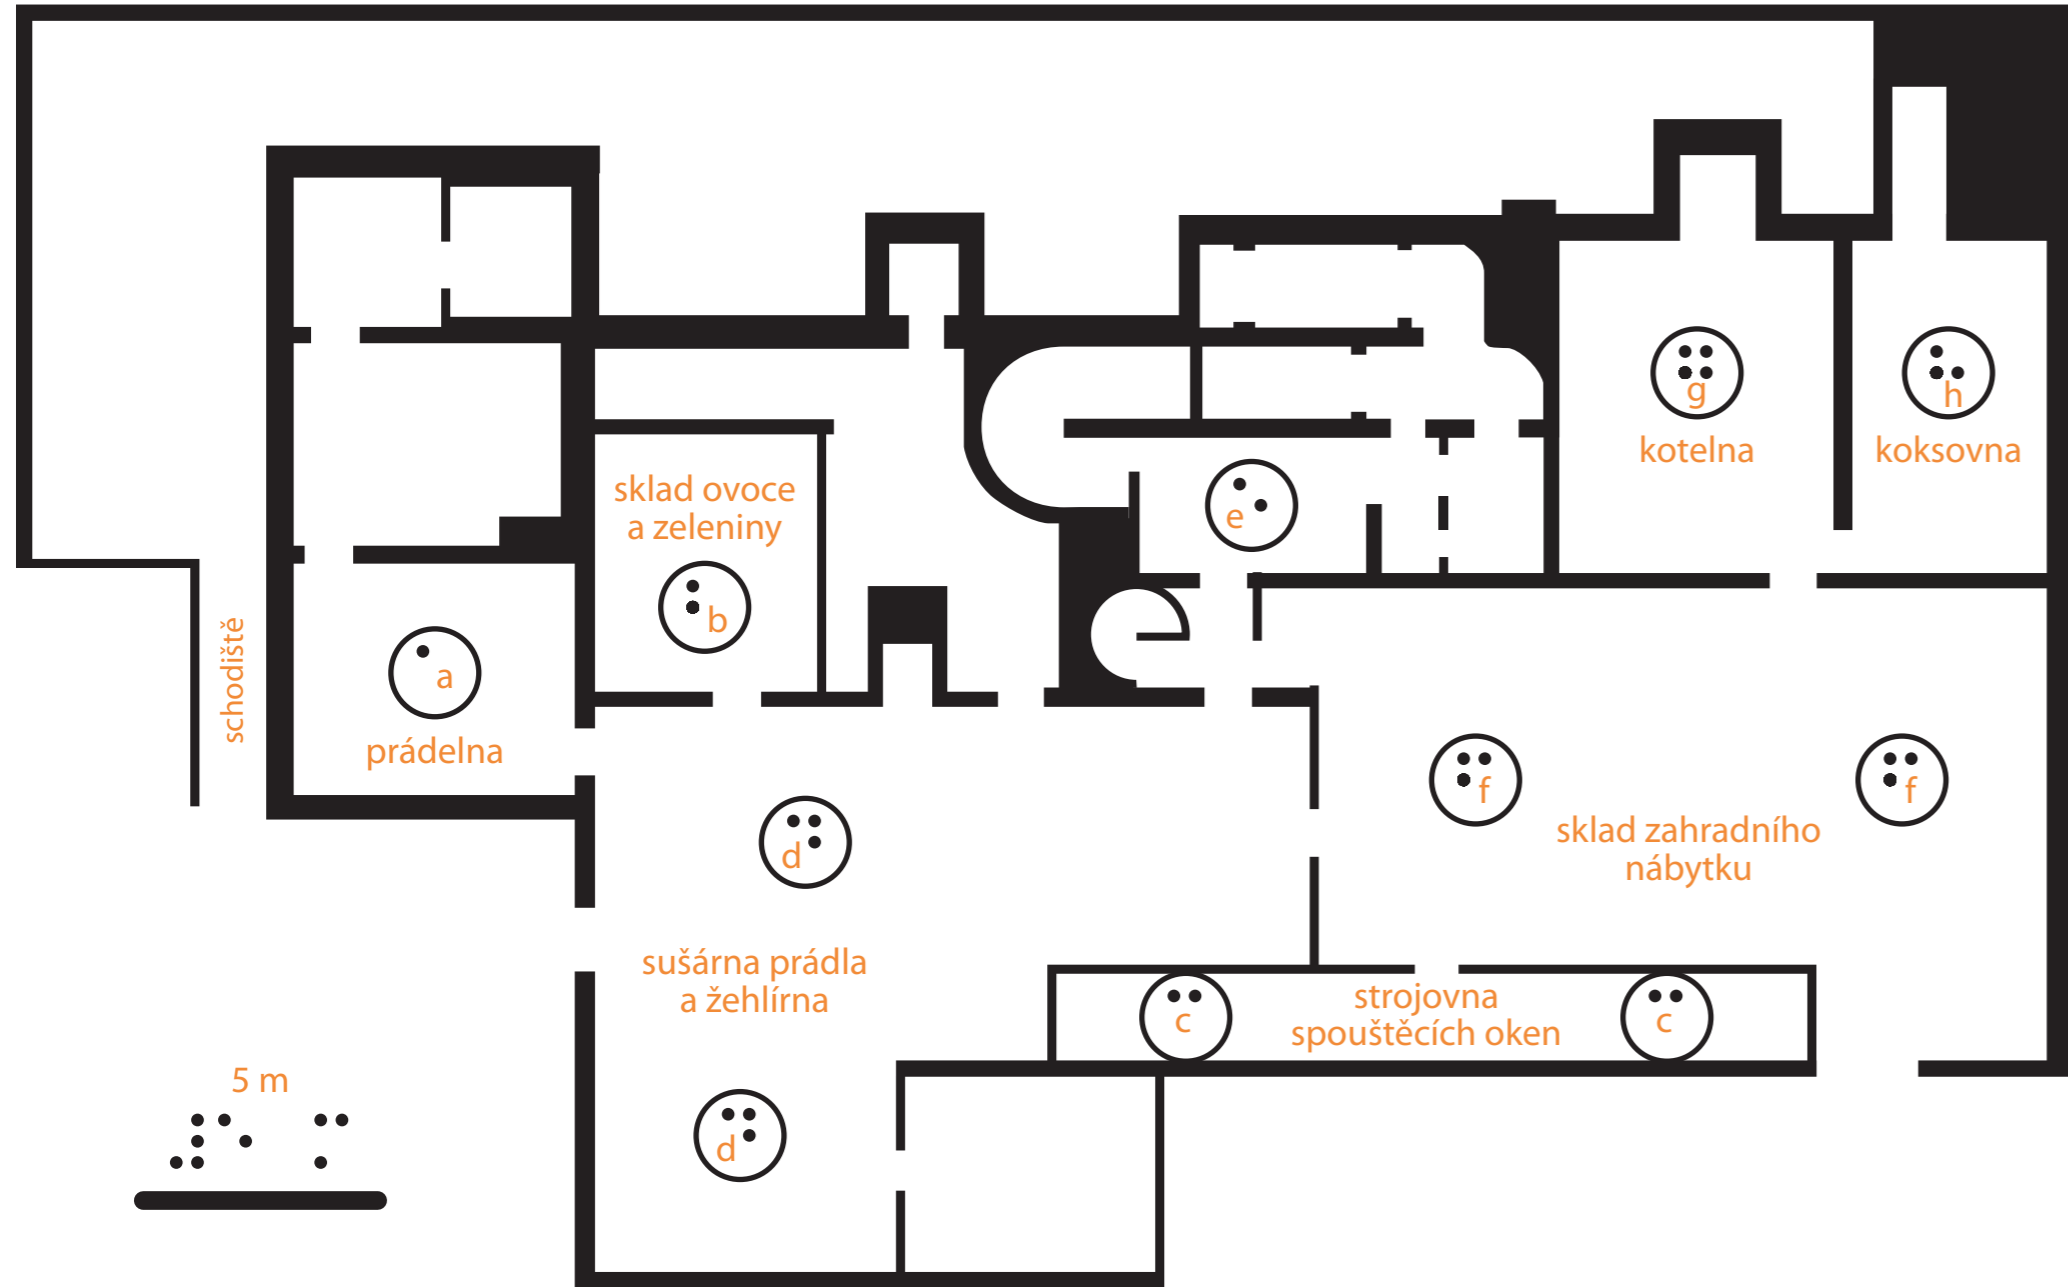 g
kotelna
h
koksovna
sklad ovoce
a zeleniny
b
e
schodiště
a
prádelna
f
f
sklad zahradního
nábytku
d
sušárna prádla
a žehlírna
c
strojovna
spouštěcích oken
c
5 m
⠼⠑ ⠍
d